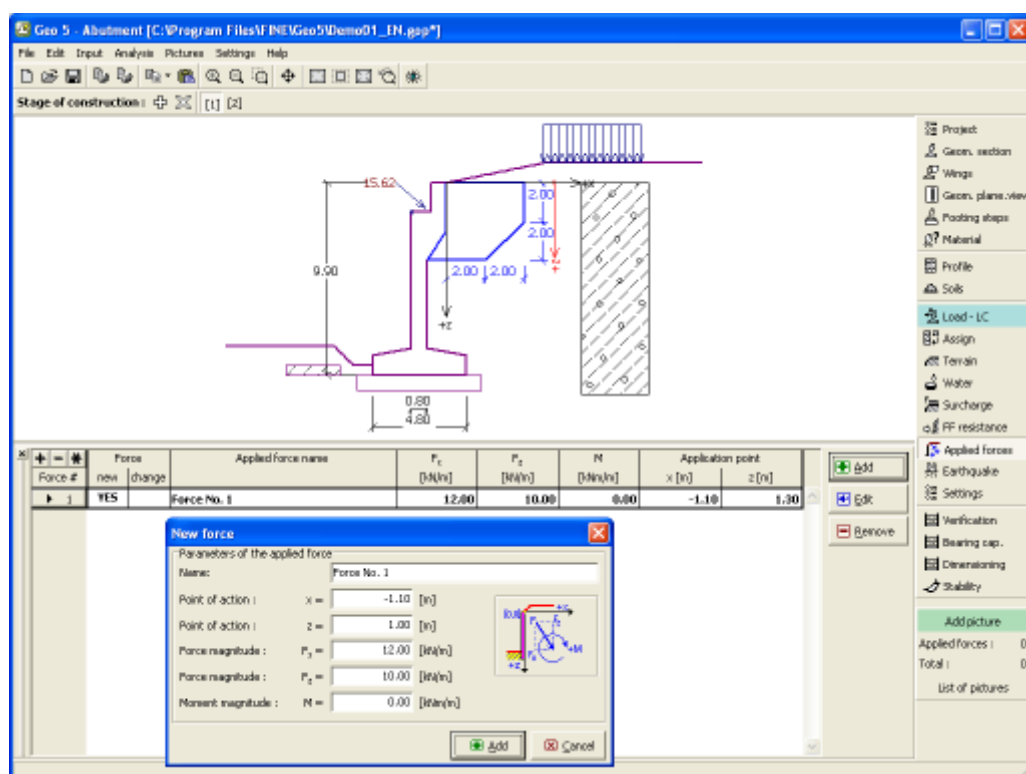 Geo 5 - Abutment [C:\Program Files\FINE\Geo5\Demo01_EN.gsp*]
File Edit Input Analysis Pictures Settings Help
Stage of construction : [1] [2]
15.62
+x
2.00
2.00
2.00 2.00
+z
9.90
+z
0.80
4.80
Project
Geom. section
Wings
Geom. plane.view
Footing steps
Material
Profile
Soils
Load - LC
Assign
Terrain
Water
Surcharge
FF resistance
Applied forces
Earthquake
Settings
Verification
Bearing cap.
Dimensioning
Stability
Add picture
Applied forces : 0
Total : 0
List of pictures
Force Applied force name Fx Fz M Application point
Force # new change [kN/m] [kN/m] [kNm/m] x [m] z [m]
1 YES Force No. 1 12.00 10.00 0.00 -1.10 1.30
Add
Edit
Remove
New force
Parameters of the applied force
Name : Force No. 1
Point of action : x = -1.10 [m]
Point of action : z = 1.00 [m]
Force magnitude : Fx = 12.00 [kN/m]
Force magnitude : Fz = 10.00 [kN/m]
Moment magnitude : M = 0.00 [kNm/m]
[0,0] +x
+M
+z
Add Cancel